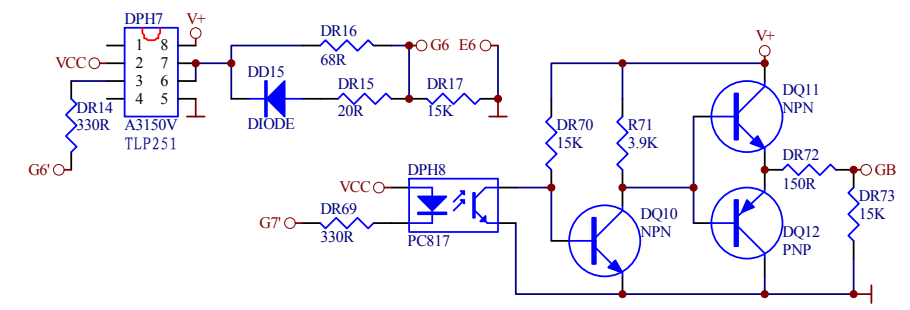 DPH7
V+
1 8
VCC 2 7
3 6
4 5
DR14
330R
A3150V
TLP251
G6'
DR16
68R
DD15
DIODE
DR15
20R
G6
E6
DR17
15K
V+
DQ11
NPN
DR70
15K
R71
3.9K
DPH8
VCC
G7'
DR69
330R
PC817
DQ10
NPN
DR72
150R
GB
DR73
15K
DQ12
PNP